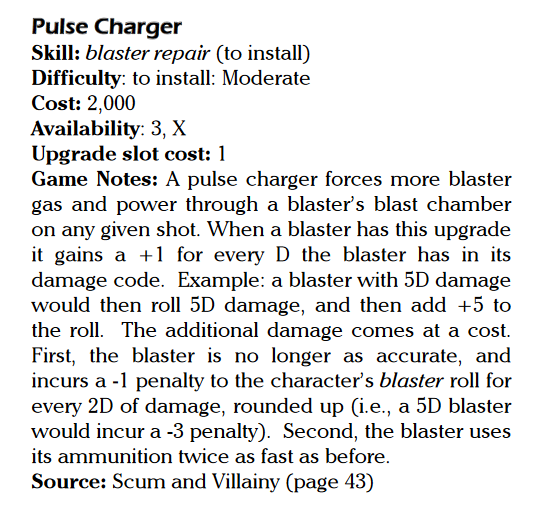 Pulse Charger
Skill: blaster repair (to install)
Difficulty: to install: Moderate
Cost: 2,000
Availability: 3, X
Upgrade slot cost: 1
Game Notes: A pulse charger forces more blaster
gas and power through a blaster's blast chamber
on any given shot. When a blaster has this upgrade
it gains a +1 for every D the blaster has in its
damage code. Example: a blaster with 5D damage
would then roll 5D damage, and then add +5 to
the roll. The additional damage comes at a cost.
First, the blaster is no longer as accurate, and
incurs a -1 penalty to the character's blaster roll for
every 2D of damage, rounded up (i.e., a 5D blaster
would incur a -3 penalty). Second, the blaster uses
its ammunition twice as fast as before.
Source: Scum and Villainy (page 43)